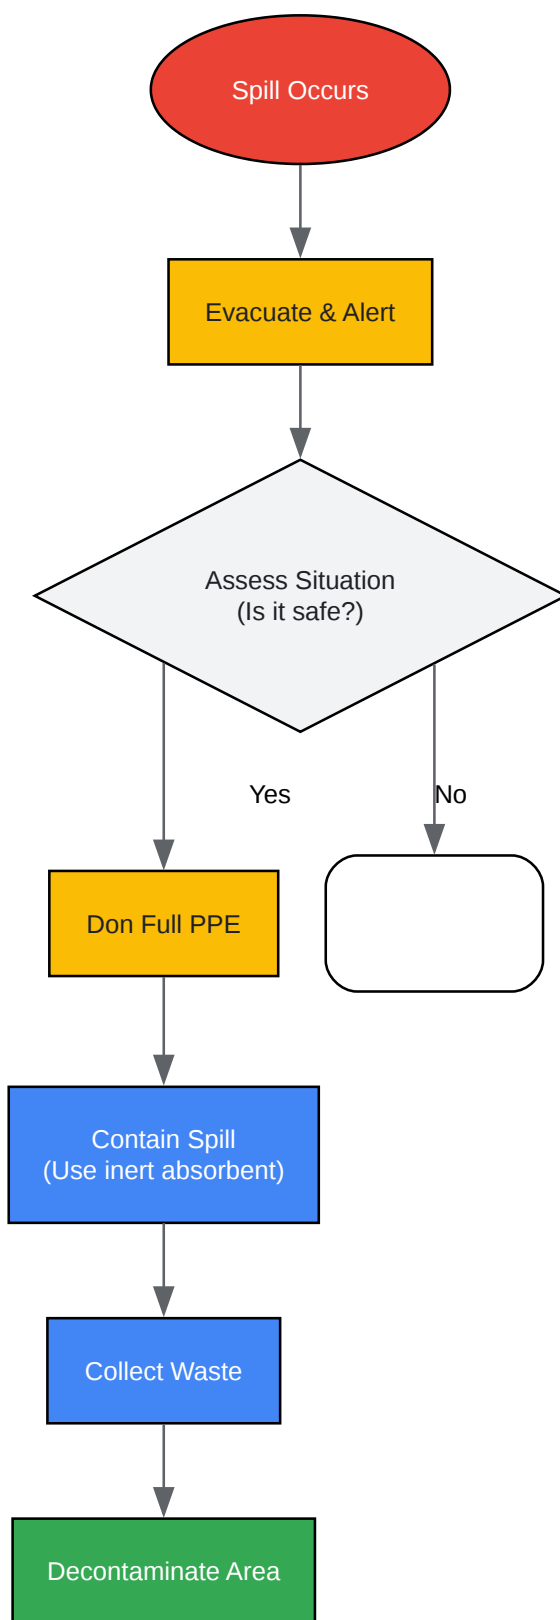 Spill Occurs
Evacuate & Alert
Assess Situation
(Is it safe?)
Yes
No
Don Full PPE
Contain Spill
(Use inert absorbent)
Collect Waste
Decontaminate Area